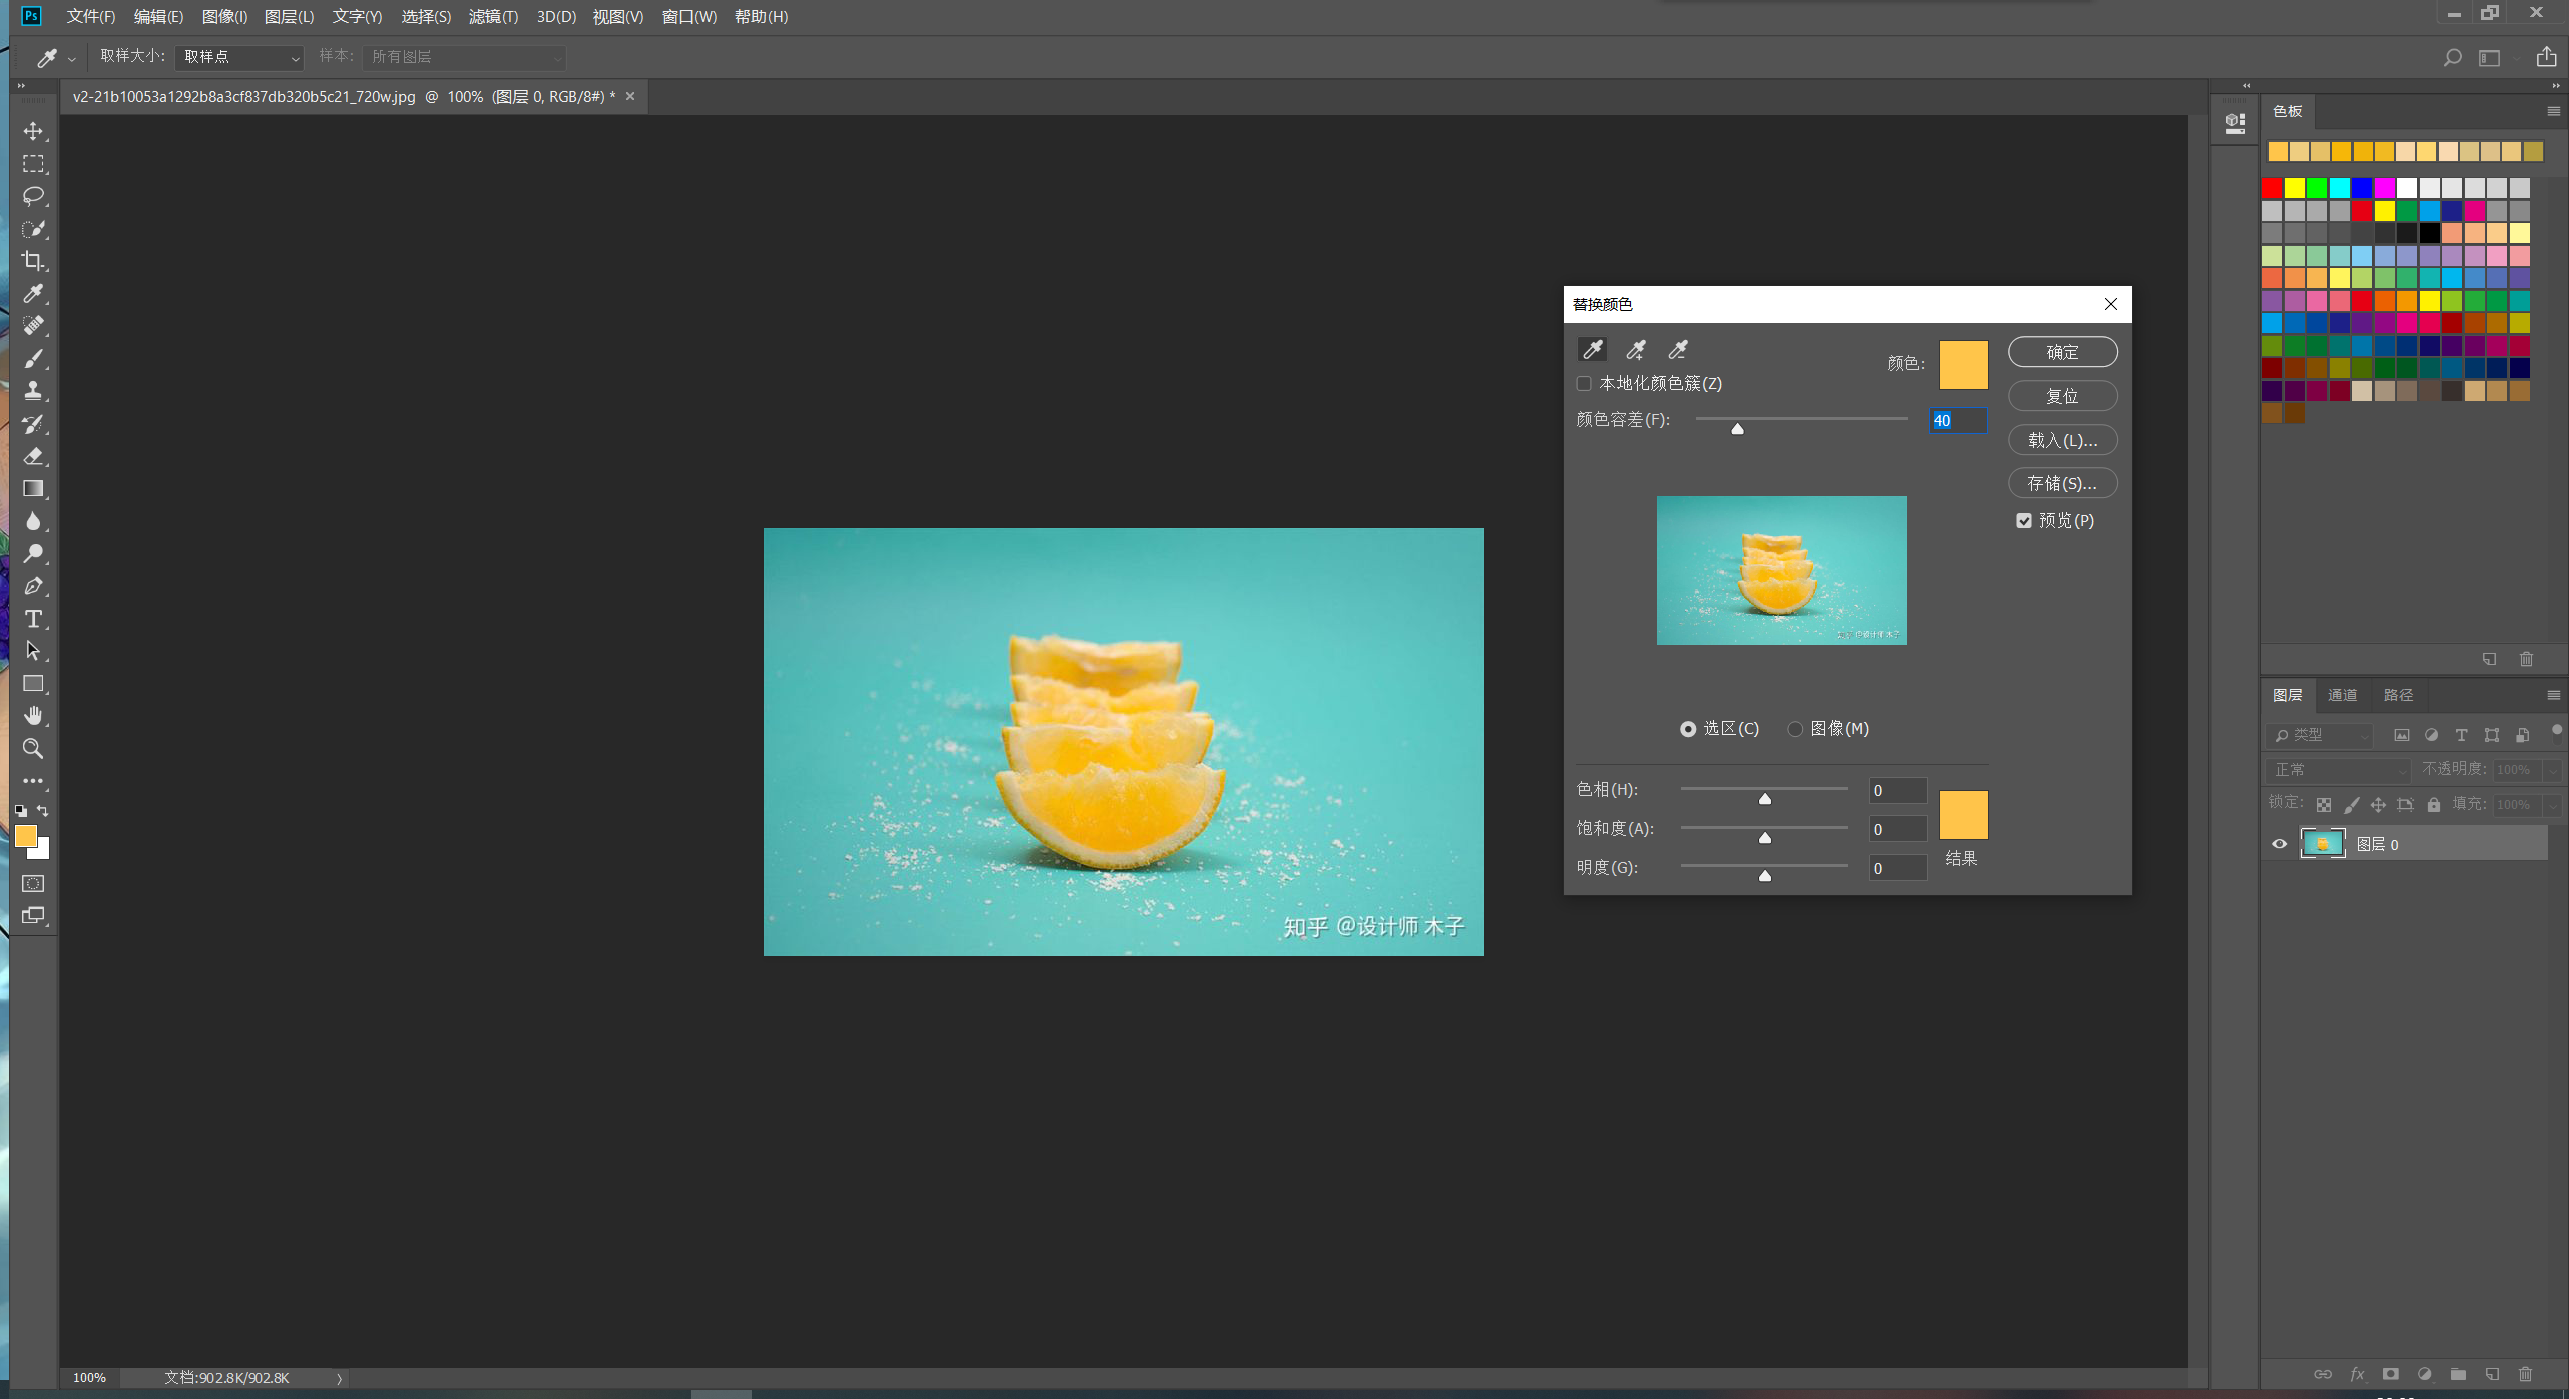 Ps 文件(F) 编辑(E) 图像(I) 图层(L) 文字(Y) 选择(S) 滤镜(T) 3D(D) 视图(V) 窗口(W) 帮助(H)
取样大小: 取样点 样本: 所有图层
v2-21b10053a1292b8a3cf837db320b5c21_720w.jpg @ 100% (图层 0, RGB/8#) *
色板
替换颜色
本地化颜色簇(Z)
颜色:
颜色容差(F): 40
确定
复位
载入(L)...
存储(S)...
预览(P)
选区(C) 图像(M)
色相(H): 0
饱和度(A): 0
明度(G): 0
结果
知乎 @设计师 木子
图层 通道 路径
类型
正常 不透明度: 100%
锁定: 填充: 100%
图层 0
fx
100% 文档:902.8K/902.8K